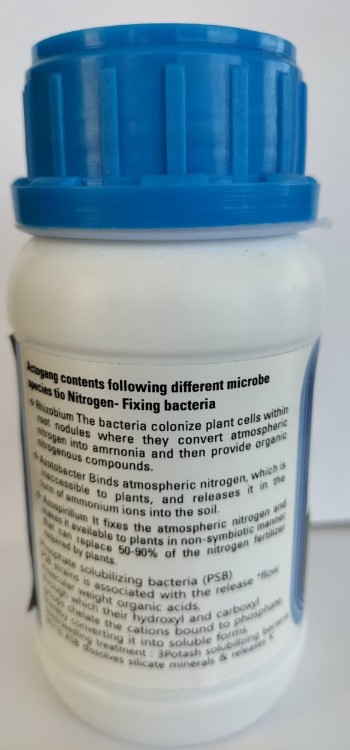 Actogang contents following different microbe
species tio Nitrogen- Fixing bacteria
Rhizobium The bacteria colonize plant cells within
root nodules where they convert atmospheric
nitrogen into amrnonia and then provide organic
nitrogenous compounds.
Azotobacter Binds atmospheric nitrogen, which is
inaccessible to plants, and releases it in the
form of ammonium ions into the soil.
Azospirillum It fixes the atmospheric nitrogen and
makes it available to plants in non-symbiotic manner
that can replace 50-90% of the nitrogen fertilizer
required by plants.
Phosphate solubilizing bacteria (PSB)
PSB strains is associated with the release "flow
molecular weight organic acids,
through which their hydroxyl and carboxyl
groups chelate the cations bound to phosphate,
thereby converting it into soluble forms.
treatment : 3Potash solubilizing bacteria
KSB dissolves silicate minerals & releases K